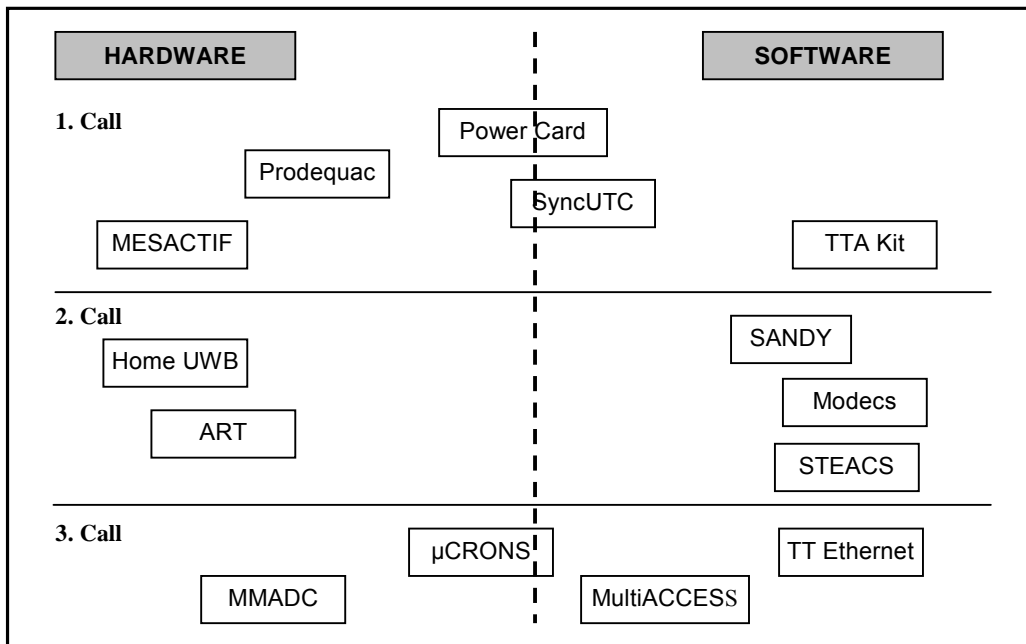 HARDWARE
SOFTWARE
1. Call
Power Card
Prodequac
SyncUTC
MESACTIF
TTA Kit
2. Call
SANDY
Home UWB
Modecs
ART
STEACS
3. Call
µCRONS
TT Ethernet
MMADC
MultiACCESS